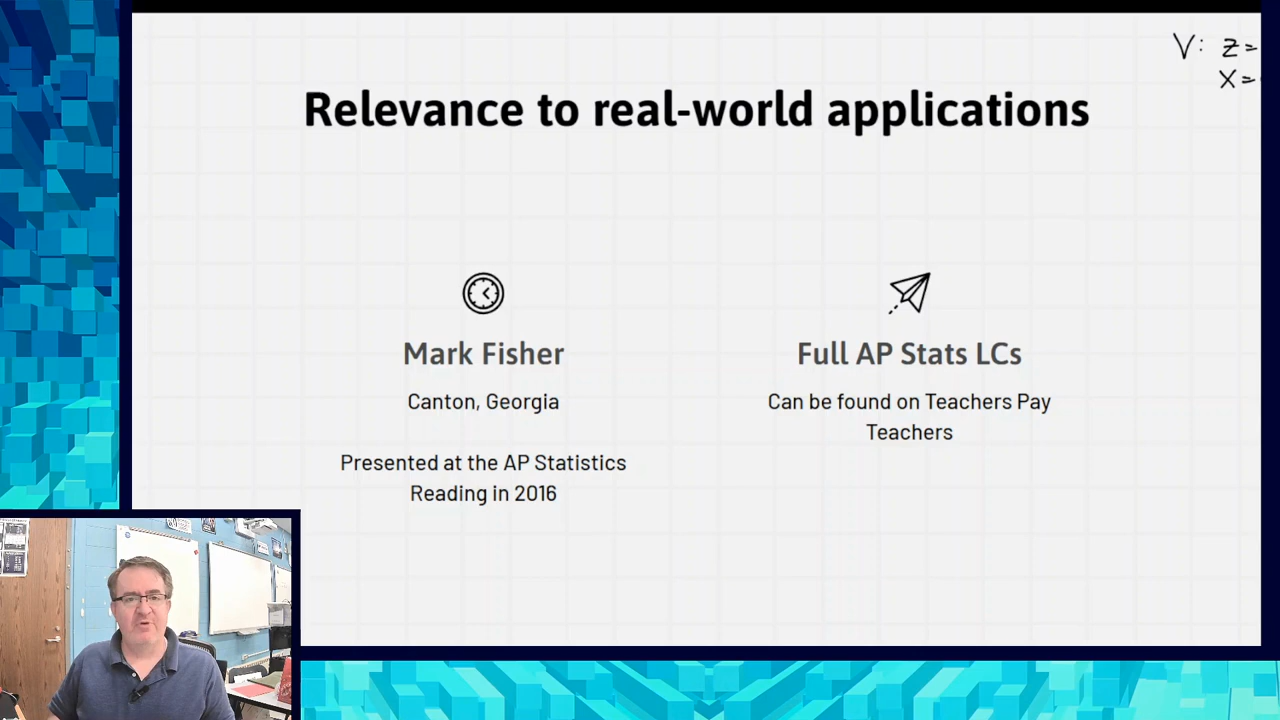 V: z=
x=
Relevance to real-world applications
Mark Fisher
Canton, Georgia
Presented at the AP Statistics
Reading in 2016
Full AP Stats LCs
Can be found on Teachers Pay
Teachers